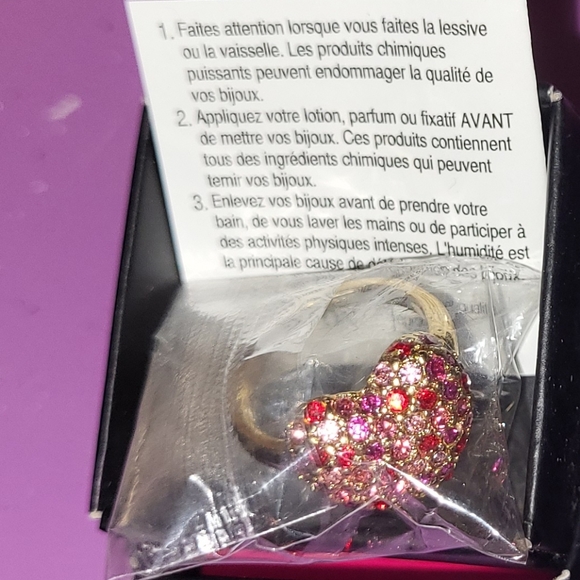 1. Faites attention lorsque vous faites la lessive
ou la vaisselle. Les produits chimiques
puissants peuvent endommager la qualité de
vos bijoux.
2. Appliquez votre lotion, parfum ou fixatif AVANT
de mettre vos bijoux. Ces produits contiennent
tous des ingrédients chimiques qui peuvent
ternir vos bijoux.
3. Enlevez vos bijoux avant de prendre votre
bain, de vous laver les mains ou de participer à
des activités physiques intenses. L'humidité est
la principale cause de des bijoux.